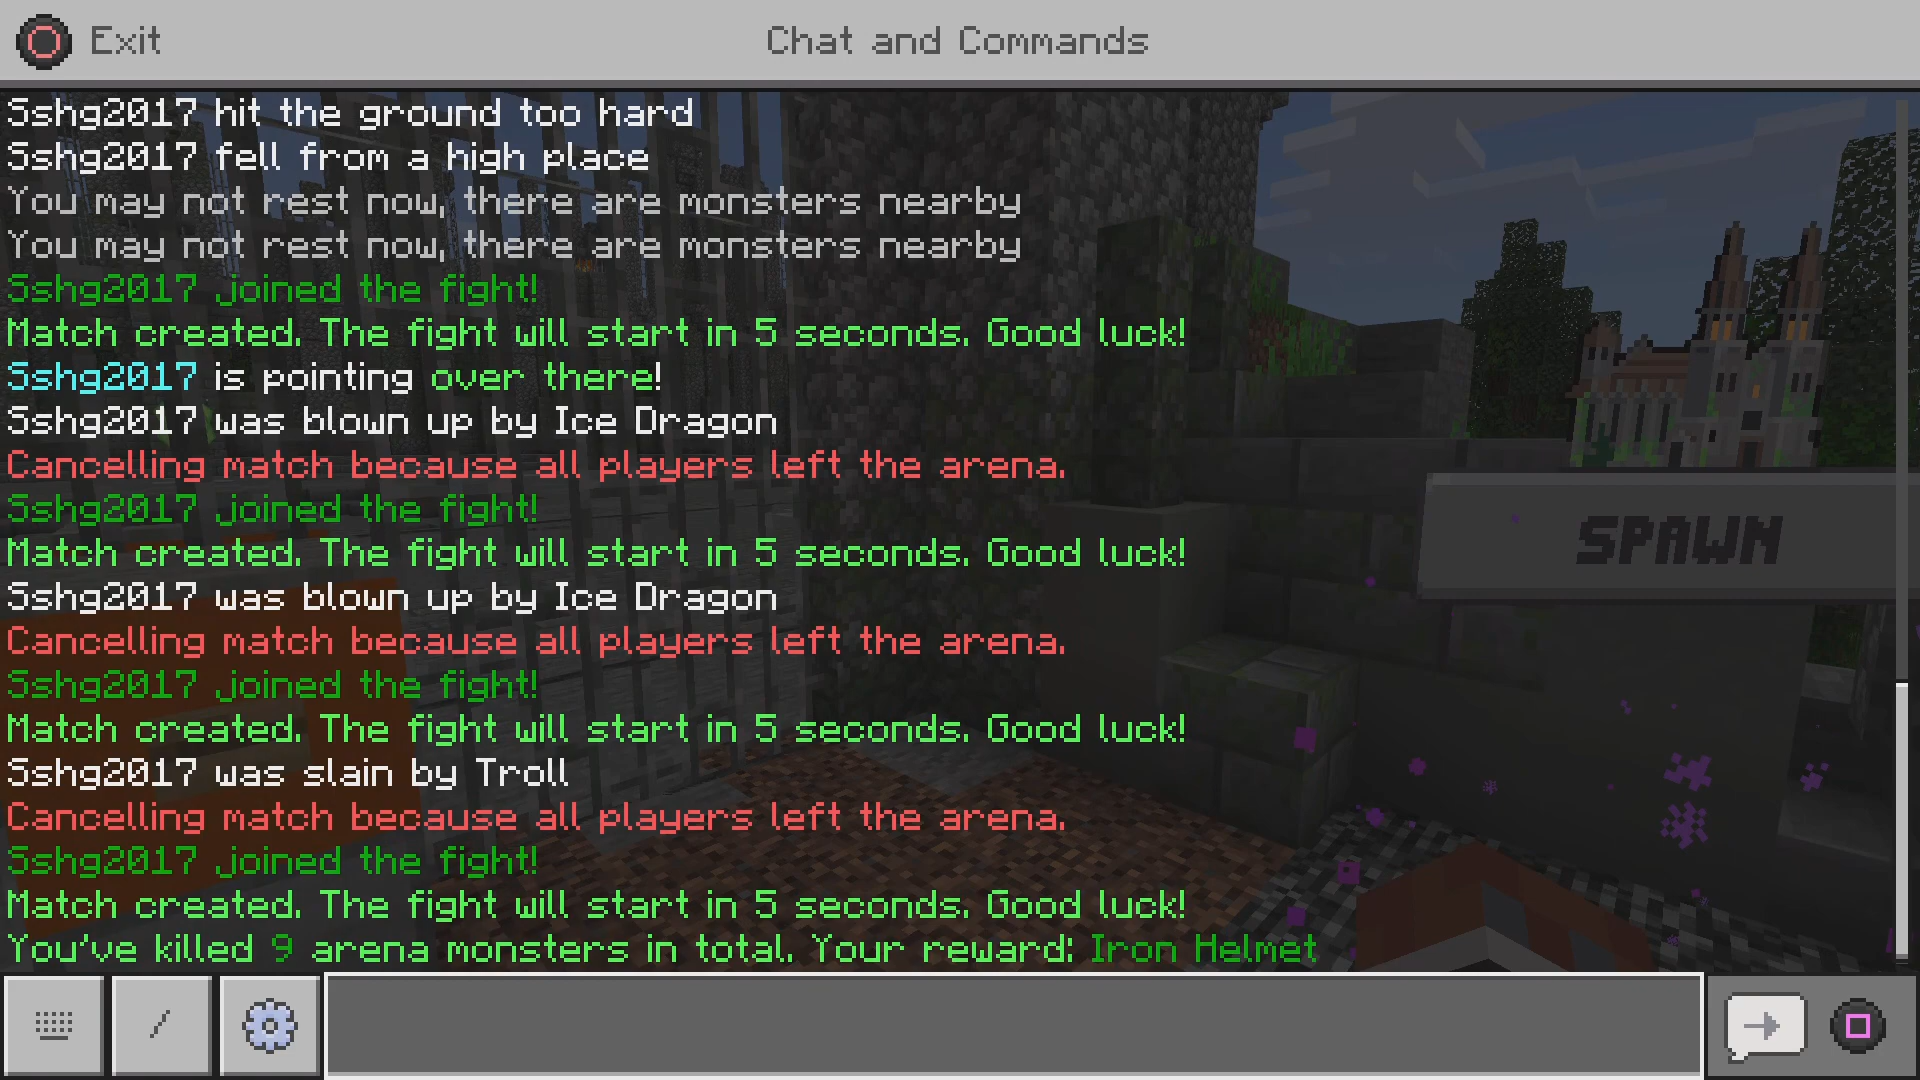 Exit
Chat and Commands
Sshg2017 hit the ground too hard
Sshg2017 fell from a high place
You may not rest now, there are monsters nearby
You may not rest now, there are monsters nearby
Sshg2017 joined the fight!
Match created. The fight will start in 5 seconds. Good luck!
Sshg2017 is pointing over there!
Sshg2017 was blown up by Ice Dragon
Cancelling match because all players left the arena.
Sshg2017 joined the fight!
Match created. The fight will start in 5 seconds. Good luck!
SPAWN
Sshg2017 was blown up by Ice Dragon
Cancelling match because all players left the arena.
Sshg2017 joined the fight!
Match created. The fight will start in 5 seconds. Good luck!
Sshg2017 was slain by Troll
Cancelling match because all players left the arena.
Sshg2017 joined the fight!
Match created. The fight will start in 5 seconds. Good luck!
You've killed 9 arena monsters in total. Your reward: Iron Helmet
/